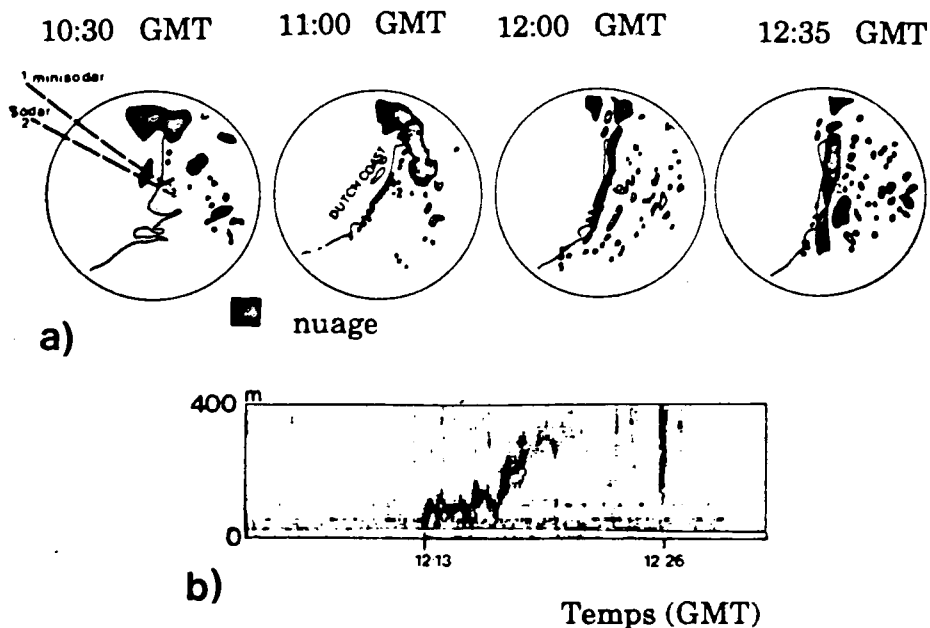 10:30 GMT
11:00 GMT
12:00 GMT
12:35 GMT
1 minisodar
Sodar
2
DUTCH COAST
nuage
a)
400 m
0
12·13
12 26
b)
Temps (GMT)